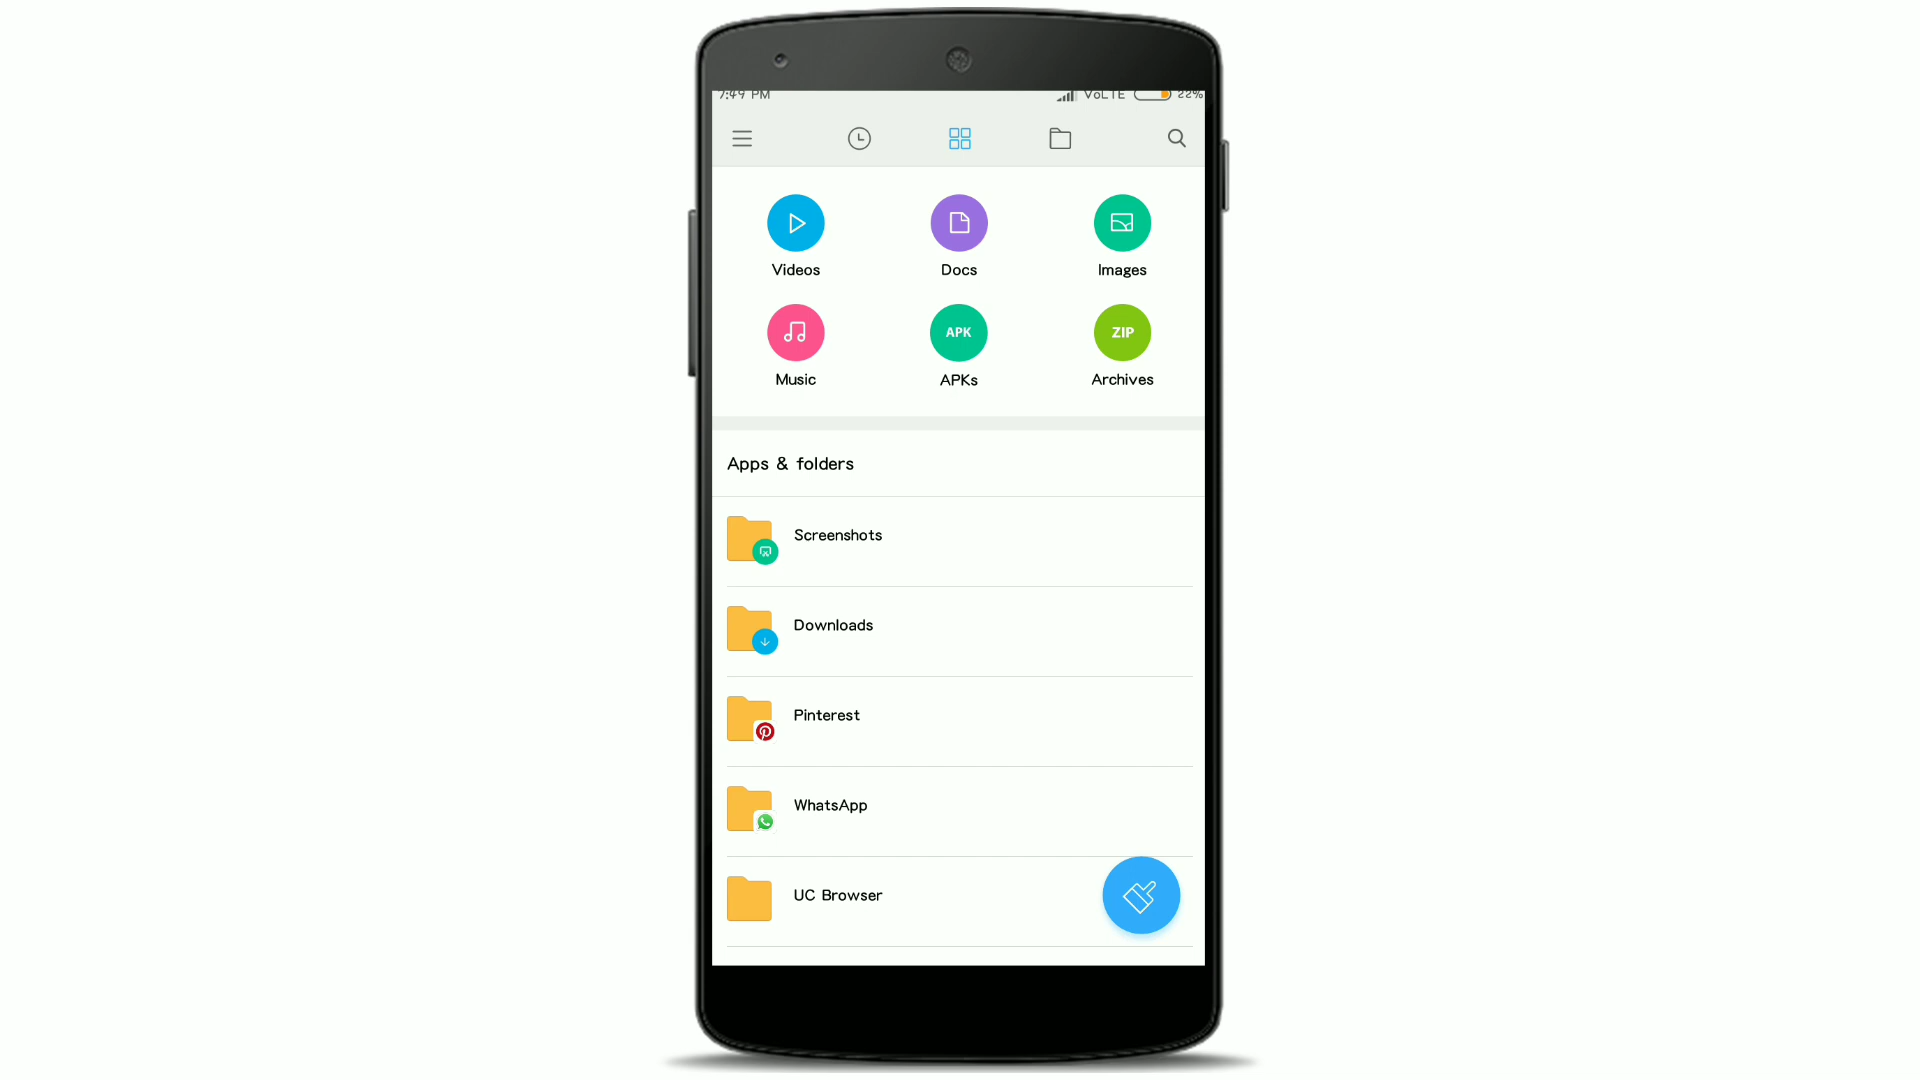 7:49 PM VoLTE 22%
Videos Docs Images
APK ZIP
Music APKs Archives
Apps & folders
Screenshots
Downloads
Pinterest
WhatsApp
UC Browser